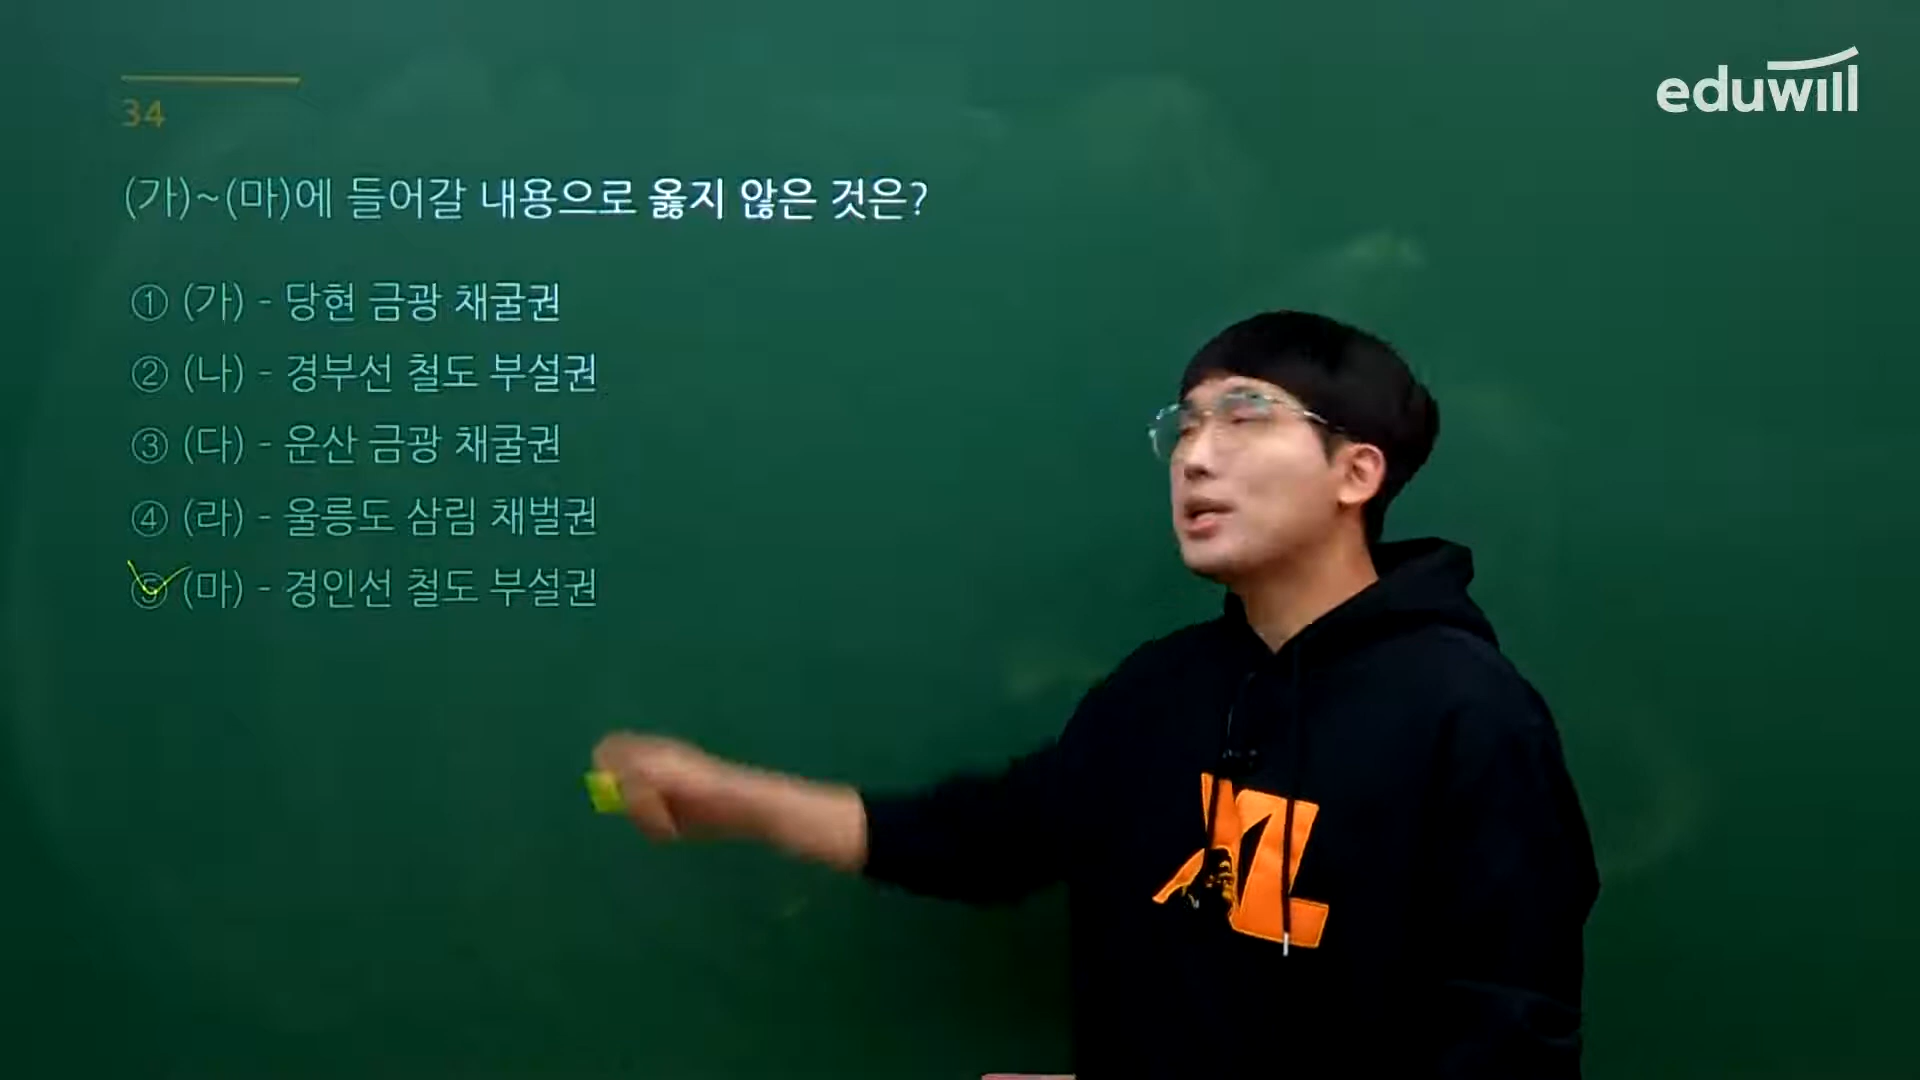 eduwill
34
(가)~(마)에 들어갈 내용으로 옳지 않은 것은?
① (가) - 당현 금광 채굴권
② (나) - 경부선 철도 부설권
③ (다) - 운산 금광 채굴권
④ (라) - 울릉도 삼림 채벌권
⑤ (마) - 경인선 철도 부설권